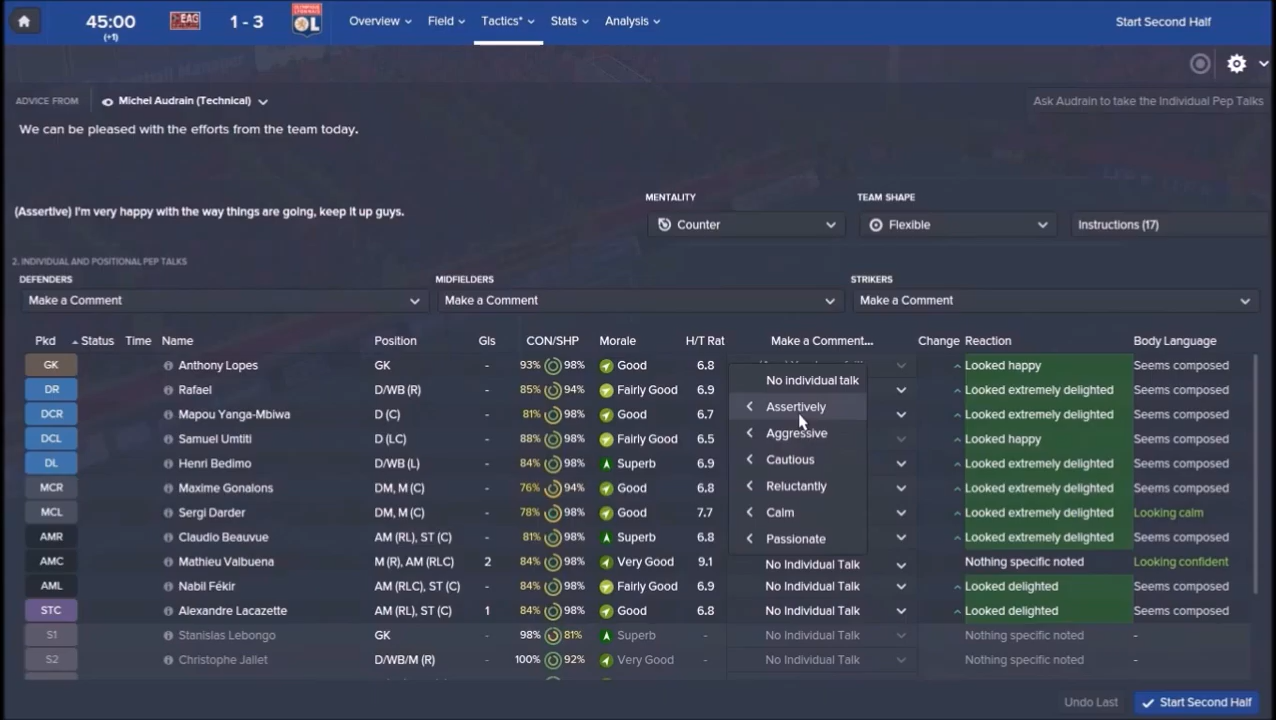 45:00 EAG 1 - 3 OL Overview Field Tactics* Stats Analysis Start Second Half
(+1)
ADVICE FROM Michel Audrain (Technical) Ask Audrain to take the Individual Pep Talks
We can be pleased with the efforts from the team today.
MENTALITY TEAM SHAPE
(Assertive) I'm very happy with the way things are going, keep it up guys.
Counter Flexible Instructions (17)
2. INDIVIDUAL AND POSITIONAL PEP TALKS
DEFENDERS MIDFIELDERS STRIKERS
Make a Comment Make a Comment Make a Comment
Pkd Status Time Name Position Gls CON/SHP Morale H/T Rat Make a Comment... Change Reaction Body Language
GK Anthony Lopes GK - 93% 98% Good 6.8 Looked happy Seems composed
No individual talk
DR Rafael D/WB (R) - 85% 94% Fairly Good 6.9 Looked extremely delighted Seems composed
Assertively
DCR Mapou Yanga-Mbiwa D (C) - 81% 98% Good 6.7 Looked extremely delighted Seems composed
Aggressive
DCL Samuel Umtiti D (LC) - 88% 98% Fairly Good 6.5 Looked happy Seems composed
Cautious
DL Henri Bedimo D/WB (L) - 84% 98% Superb 6.9 Looked extremely delighted Seems composed
Reluctantly
MCR Maxime Gonalons DM, M (C) - 76% 94% Good 6.8 Looked extremely delighted Seems composed
MCL Sergi Darder DM, M (C) - 78% 98% Good 7.7 Calm Looked extremely delighted Looking calm
AMR Claudio Beauvue AM (RL), ST (C) - 81% 98% Superb 6.8 Passionate Looked extremely delighted Seems composed
AMC Mathieu Valbuena M (R), AM (RLC) 2 84% 98% Very Good 9.1 No Individual Talk Nothing specific noted Looking confident
AML Nabil Fékir AM (RLC), ST (C) - 84% 98% Fairly Good 6.9 No Individual Talk Looked delighted Seems composed
STC Alexandre Lacazette AM (RL), ST (C) 1 84% 98% Good 6.8 No Individual Talk Looked delighted Seems composed
S1 Stanislas Lebongo GK 98% 81% Superb - No Individual Talk Nothing specific noted -
S2 Christophe Jallet D/WB/M (R) 100% 92% Very Good - No Individual Talk Nothing specific noted -
Undo Last Start Second Half